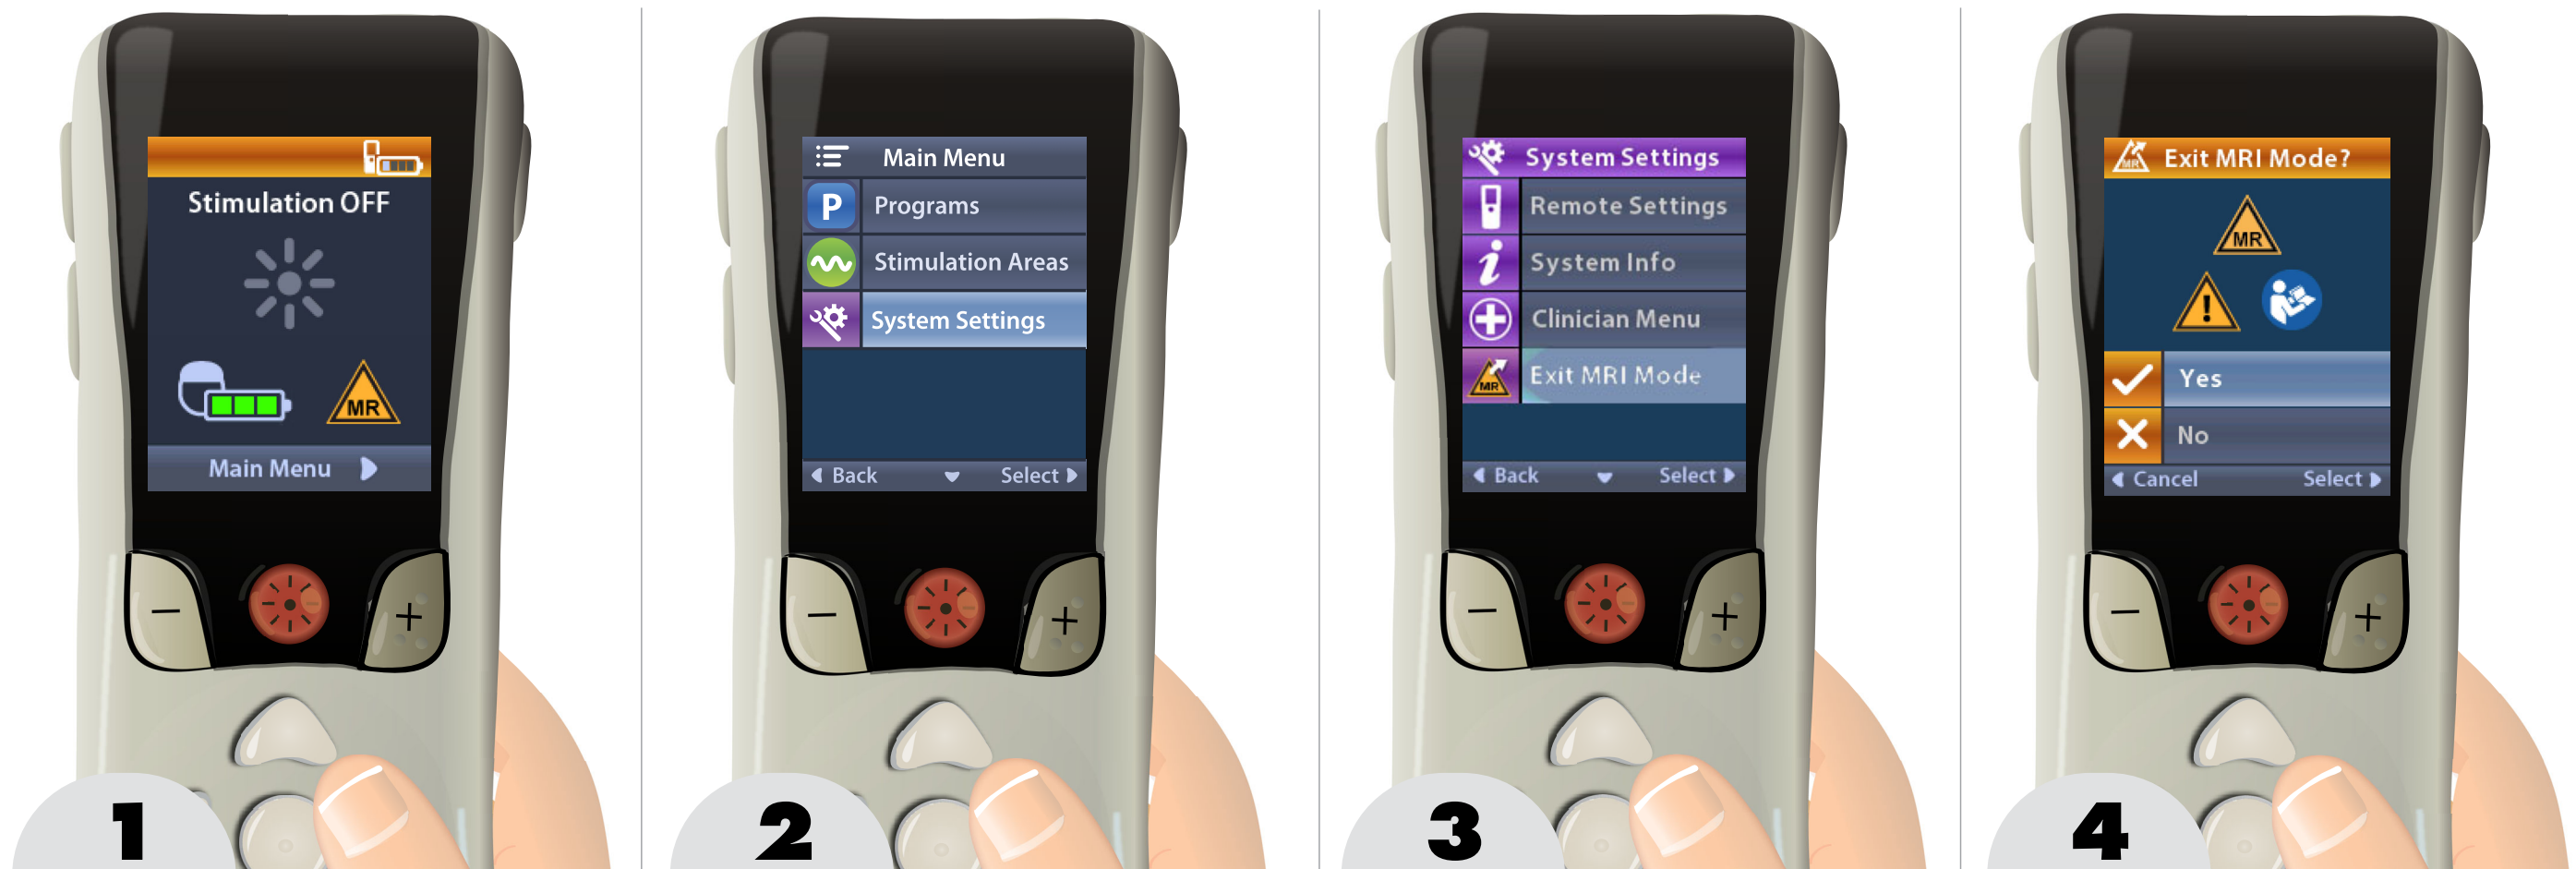 Stimulation OFF
MR
Main Menu
1
Main Menu
P
Programs
Stimulation Areas
System Settings
Back
Select
2
System Settings
Remote Settings
i
System Info
Clinician Menu
MR
Exit MRI Mode
Back
Select
3
MR
Exit MRI Mode?
MR
!
Yes
No
Cancel
Select
4